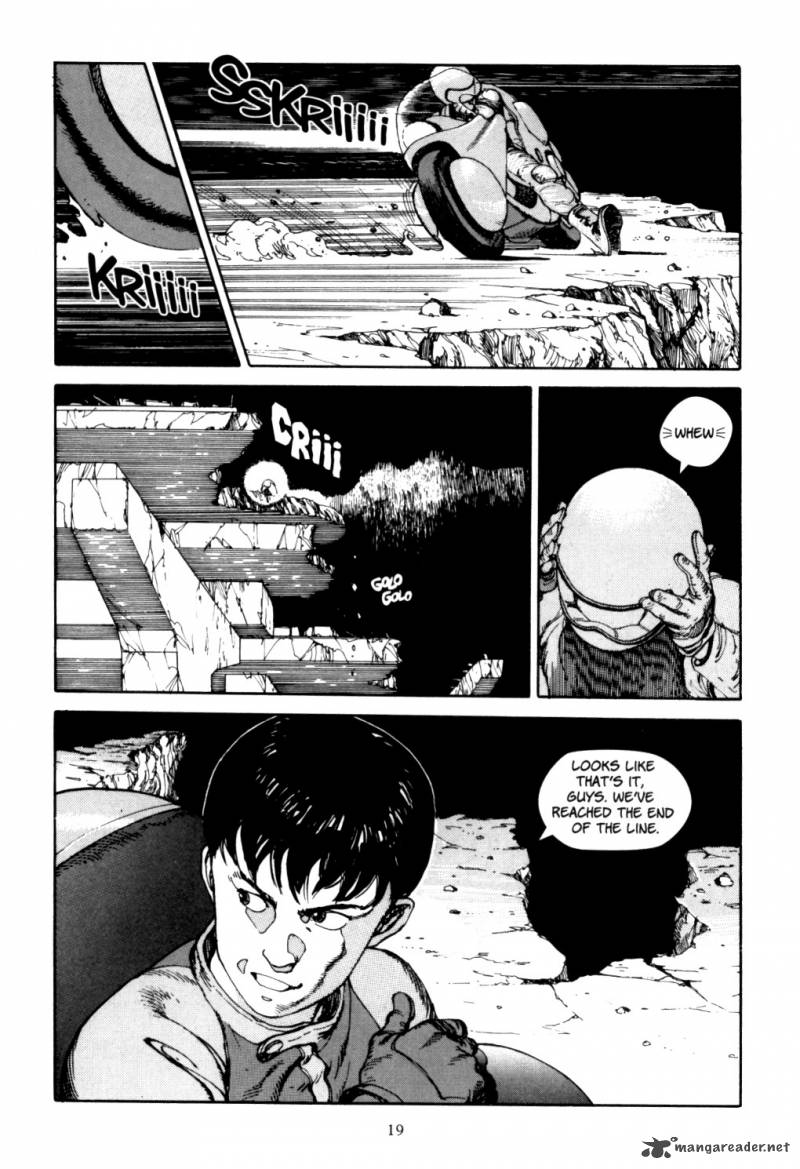 SSKRiiiii
KRiiiii
CRiii
GOLO
GOLO
WHEW
LOOKS LIKE
THAT'S IT,
GUYS. WE'VE
REACHED THE END
OF THE LINE.
19
mangareader.net